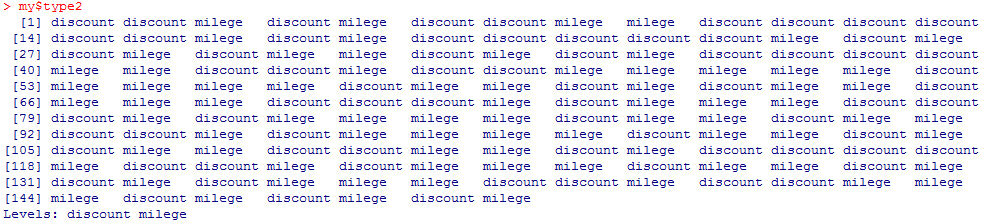 > my$type2
[1] discount discount milege discount milege discount discount milege milege discount discount discount discount
[14] discount discount milege discount milege discount discount discount discount discount milege discount milege
[27] discount milege discount milege milege discount milege discount milege discount discount discount discount
[40] milege milege discount discount milege discount discount milege milege milege milege milege discount
[53] milege milege milege milege discount milege milege discount milege discount milege milege milege
[66] milege milege milege discount discount discount milege discount milege milege milege discount discount
[79] discount milege discount milege discount milege milege discount milege milege discount milege discount
[92] discount discount milege discount milege discount milege milege discount milege milege discount milege
[105] discount discount discount discount discount milege milege discount milege discount discount discount discount
[118] milege discount discount milege discount milege milege milege discount milege milege discount milege
[131] discount milege discount milege milege milege discount discount milege discount discount milege milege
[144] milege discount milege discount milege discount milege
Levels: discount milege